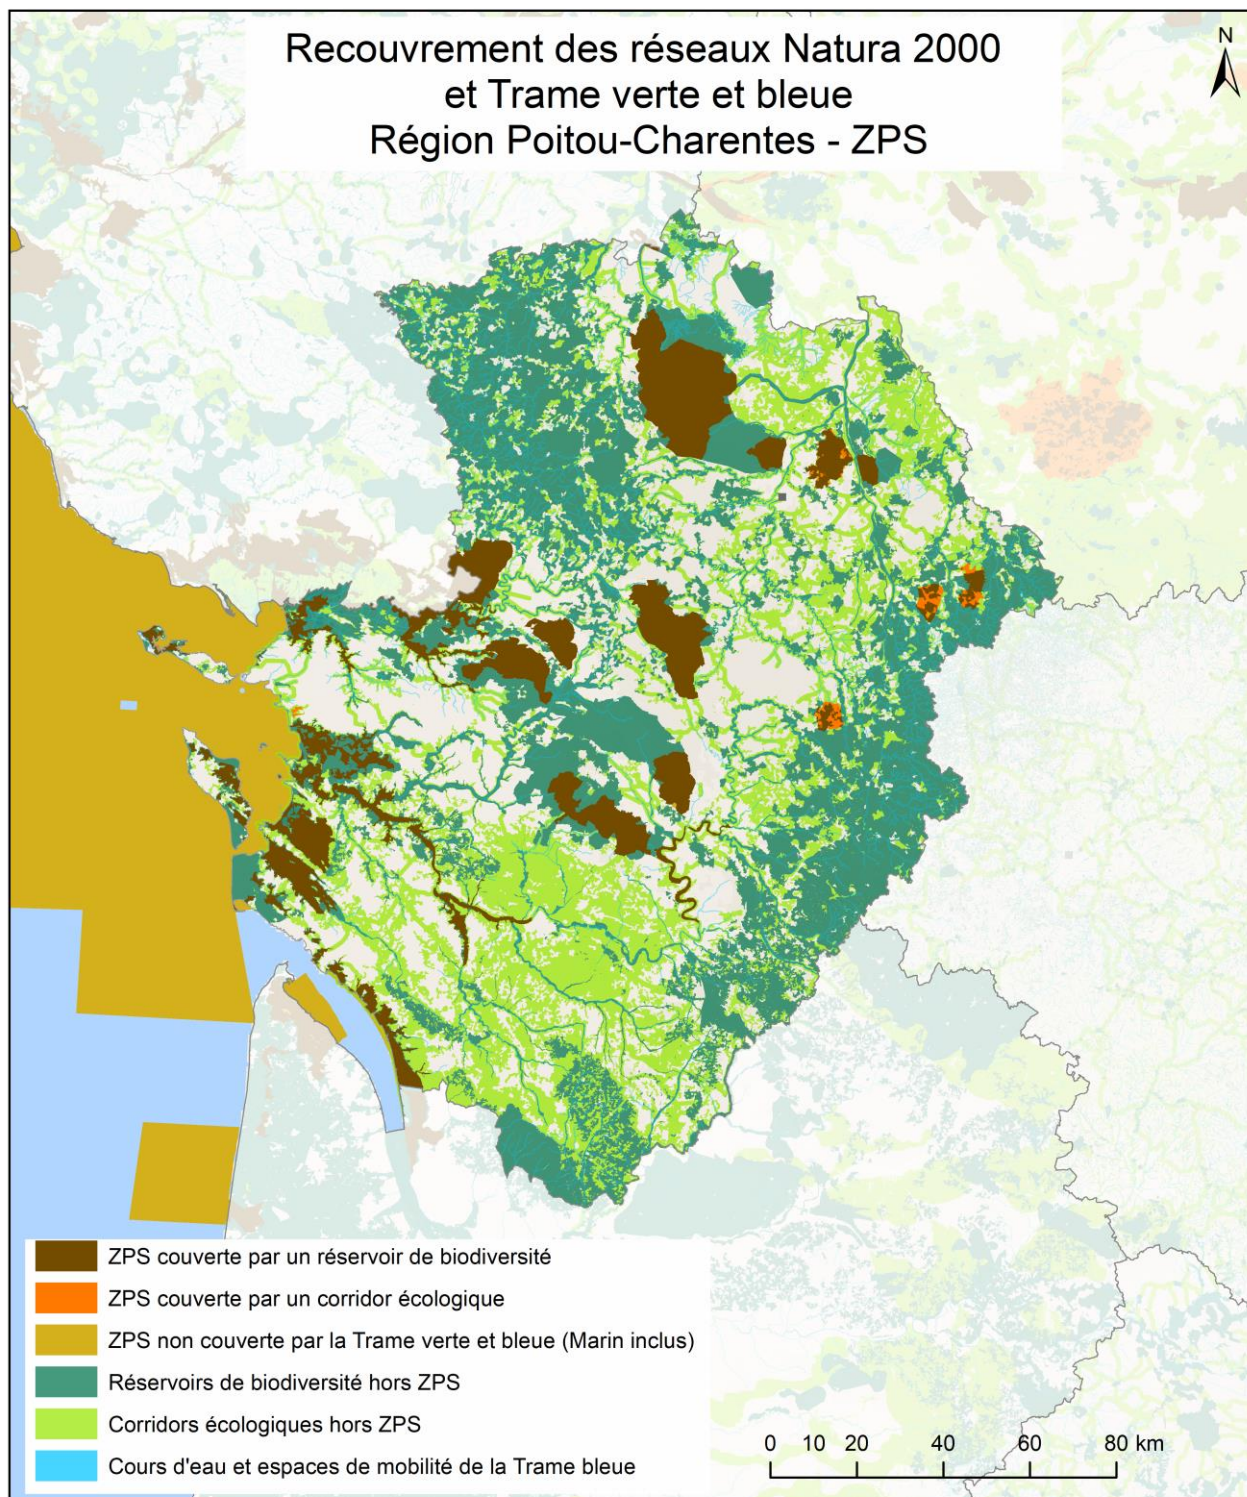 Recouvrement des réseaux Natura 2000
et Trame verte et bleue
Région Poitou-Charentes - ZPS
N
ZPS couverte par un réservoir de biodiversité
ZPS couverte par un corridor écologique
ZPS non couverte par la Trame verte et bleue (Marin inclus)
Réservoirs de biodiversité hors ZPS
Corridors écologiques hors ZPS
Cours d'eau et espaces de mobilité de la Trame bleue
0 10 20 40 60 80 km